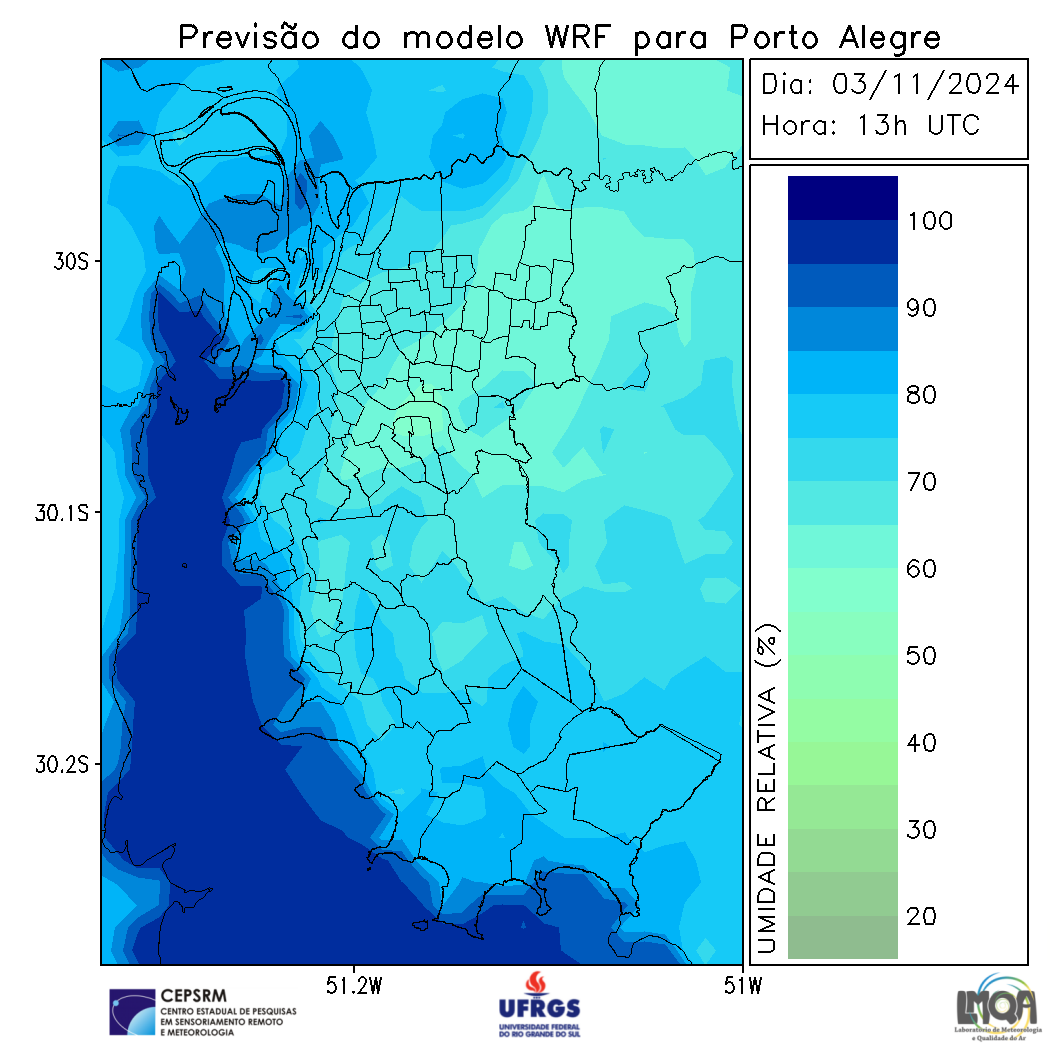 Previsão do modelo WRF para Porto Alegre
Dia: 03/11/2024
Hora: 13h UTC
30S
30.1S
30.2S
51.2W
51W
UMIDADE RELATIVA (%)
100
90
80
70
60
50
40
30
20
CEPSRM
CENTRO ESTADUAL DE PESQUISAS
EM SENSORIAMENTO REMOTO
E METEOROLOGIA
UFRGS
UNIVERSIDADE FEDERAL
DO RIO GRANDE DO SUL
LMQA
Laboratório de Meteorologia
e Qualidade do Ar